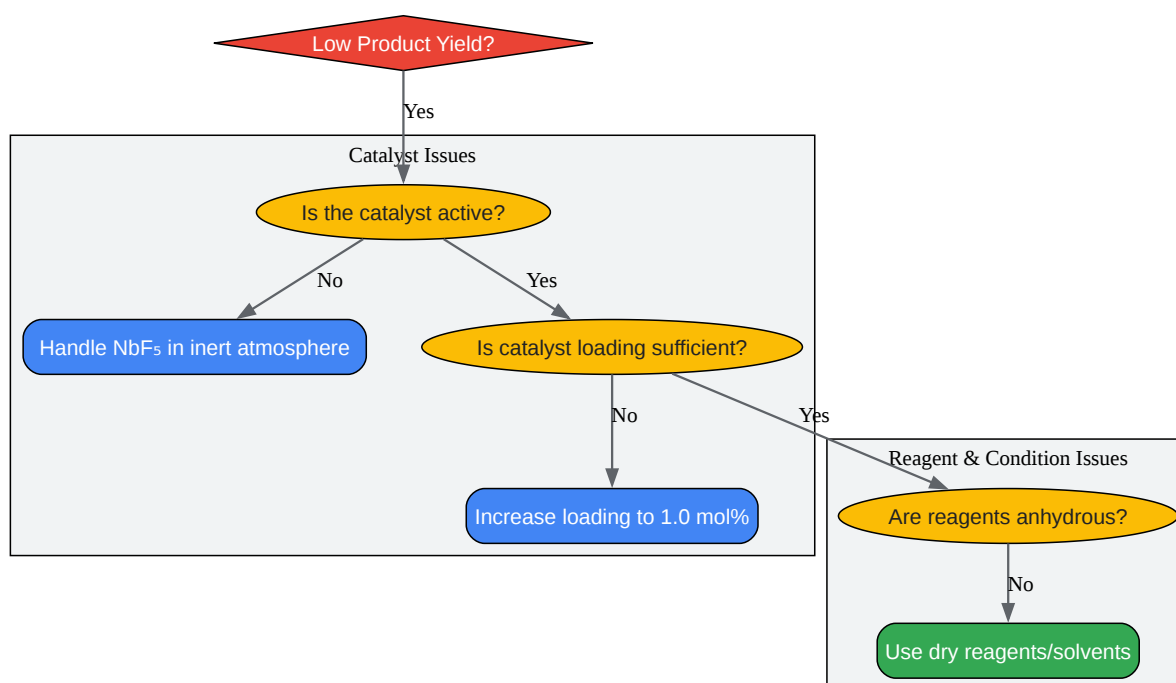 Low Product Yield?
Yes
Catalyst Issues
Is the catalyst active?
No
Yes
Handle NbF₅ in inert atmosphere
Is catalyst loading sufficient?
No
Yes
Reagent & Condition Issues
Increase loading to 1.0 mol%
Are reagents anhydrous?
No
Use dry reagents/solvents